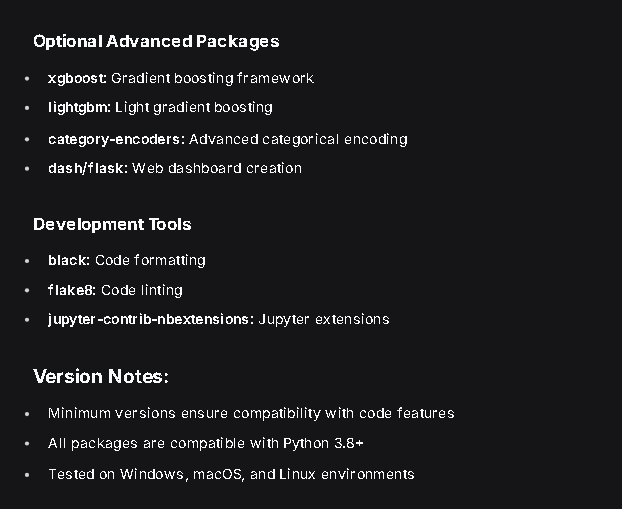 Optional Advanced Packages
• xgboost: Gradient boosting framework
• lightgbm: Light gradient boosting
• category-encoders: Advanced categorical encoding
• dash/flask: Web dashboard creation
Development Tools
• black: Code formatting
• flake8: Code linting
• jupyter-contrib-nbextensions: Jupyter extensions
Version Notes:
• Minimum versions ensure compatibility with code features
• All packages are compatible with Python 3.8+
• Tested on Windows, macOS, and Linux environments